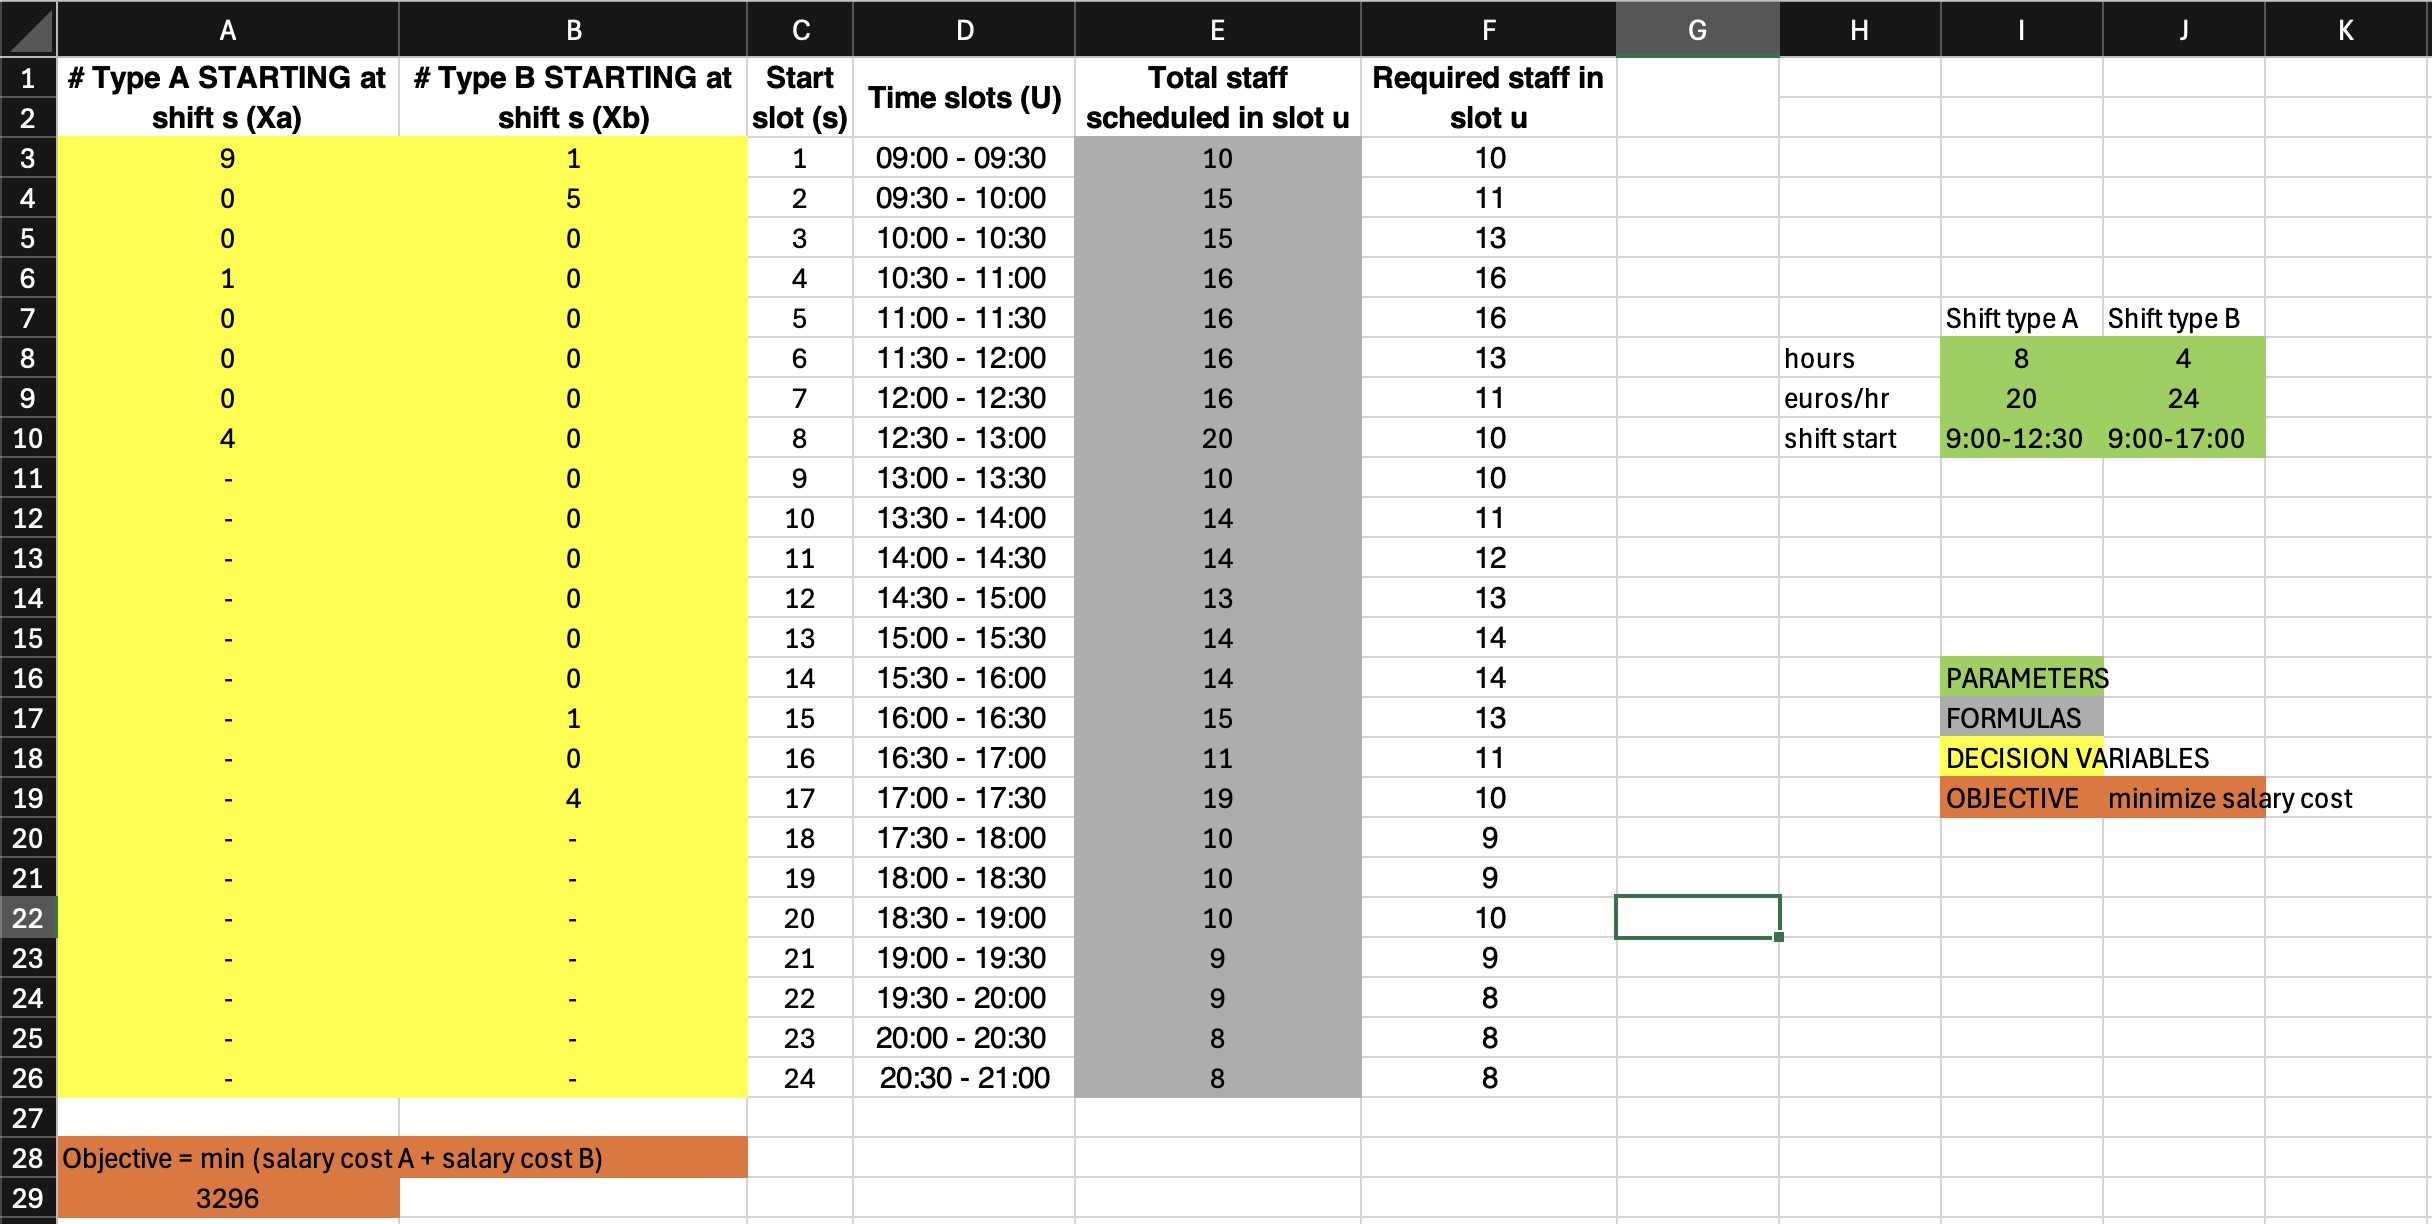 A B C D E F G H I J K
1 # Type A STARTING at # Type B STARTING at Start Time slots (U) Total staff Required staff in
2 shift s (Xa) shift s (Xb) slot (s) scheduled in slot u slot u
3 9 1 1 09:00 - 09:30 10 10
4 0 5 2 09:30 - 10:00 15 11
5 0 0 3 10:00 - 10:30 15 13
6 1 0 4 10:30 - 11:00 16 16
7 0 0 5 11:00 - 11:30 16 16 Shift type A Shift type B
8 0 0 6 11:30 - 12:00 16 13 hours 8 4
9 0 0 7 12:00 - 12:30 16 11 euros/hr 20 24
10 4 0 8 12:30 - 13:00 20 10 shift start 9:00-12:30 9:00-17:00
11 - 0 9 13:00 - 13:30 10 10
12 - 0 10 13:30 - 14:00 14 11
13 - 0 11 14:00 - 14:30 14 12
14 - 0 12 14:30 - 15:00 13 13
15 - 0 13 15:00 - 15:30 14 14
16 - 0 14 15:30 - 16:00 14 14 PARAMETERS
17 - 1 15 16:00 - 16:30 15 13 FORMULAS
18 - 0 16 16:30 - 17:00 11 11 DECISION VARIABLES
19 - 4 17 17:00 - 17:30 19 10 OBJECTIVE minimize salary cost
20 - - 18 17:30 - 18:00 10 9
21 - - 19 18:00 - 18:30 10 9
22 - - 20 18:30 - 19:00 10 10
23 - - 21 19:00 - 19:30 9 9
24 - - 22 19:30 - 20:00 9 8
25 - - 23 20:00 - 20:30 8 8
26 - - 24 20:30 - 21:00 8 8
27
28 Objective = min (salary cost A + salary cost B)
29 3296